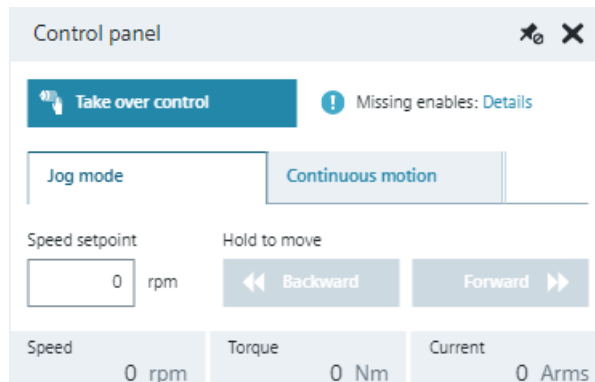 Control panel
Take over control
Missing enables: Details
Jog mode
Continuous motion
Speed setpoint
Hold to move
0 rpm
Backward
Forward
Speed
Torque
Current
0 rpm
0 Nm
0 Arms